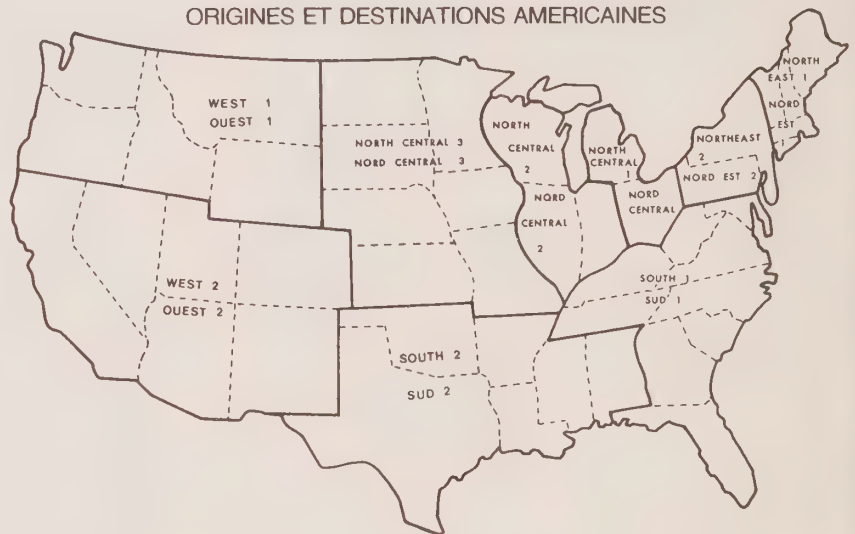 ORIGINES ET DESTINATIONS AMERICAINES
WEST 1
OUEST 1
NORTH CENTRAL 3
NORD CENTRAL 3
NORTH
CENTRAL
2
NORD
CENTRAL
2
NORTH
CENTRAL 1
NORD
CENTRAL
NORTH
EAST 1
NORD
EST
1
NORTHEAST
2
NORD EST 2
WEST 2
OUEST 2
SOUTH 1
SUD 1
SOUTH 2
SUD 2